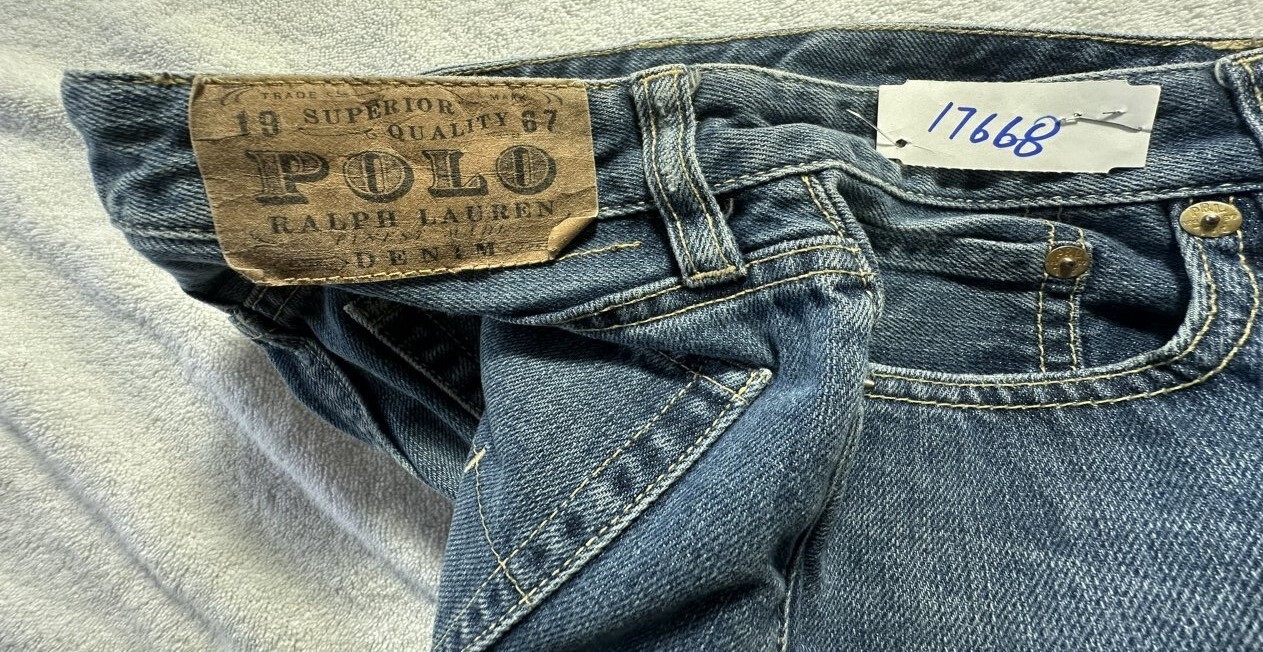 TRADE MARK
SUPERIOR
19 QUALITY 67
POLO
RALPH LAUREN
DENIM
17668